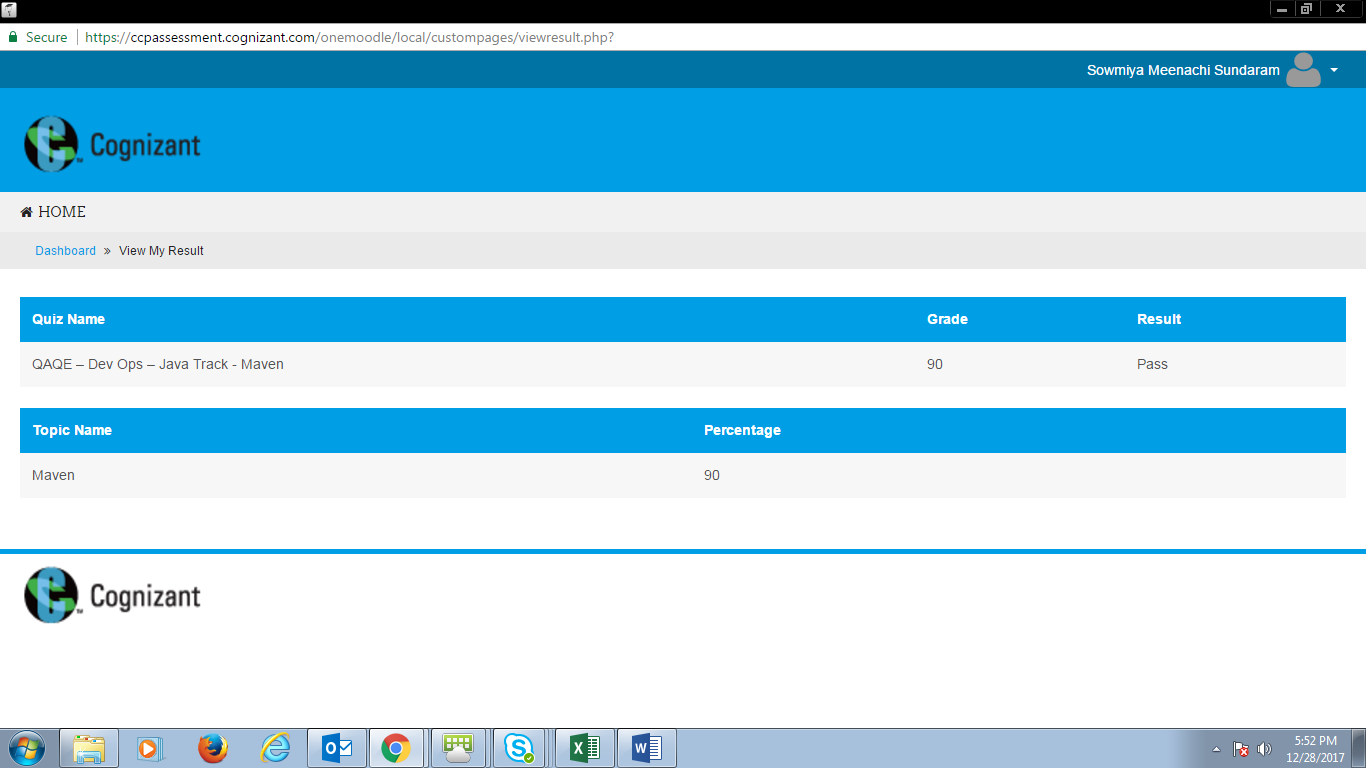 Secure https://ccpassessment.cognizant.com/onemoodle/local/custompages/viewresult.php?
Sowmiya Meenachi Sundaram
Cognizant
HOME
Dashboard » View My Result
Quiz Name Grade Result
QAQE – Dev Ops – Java Track - Maven 90 Pass
Topic Name Percentage
Maven 90
Cognizant
5:52 PM
12/28/2017